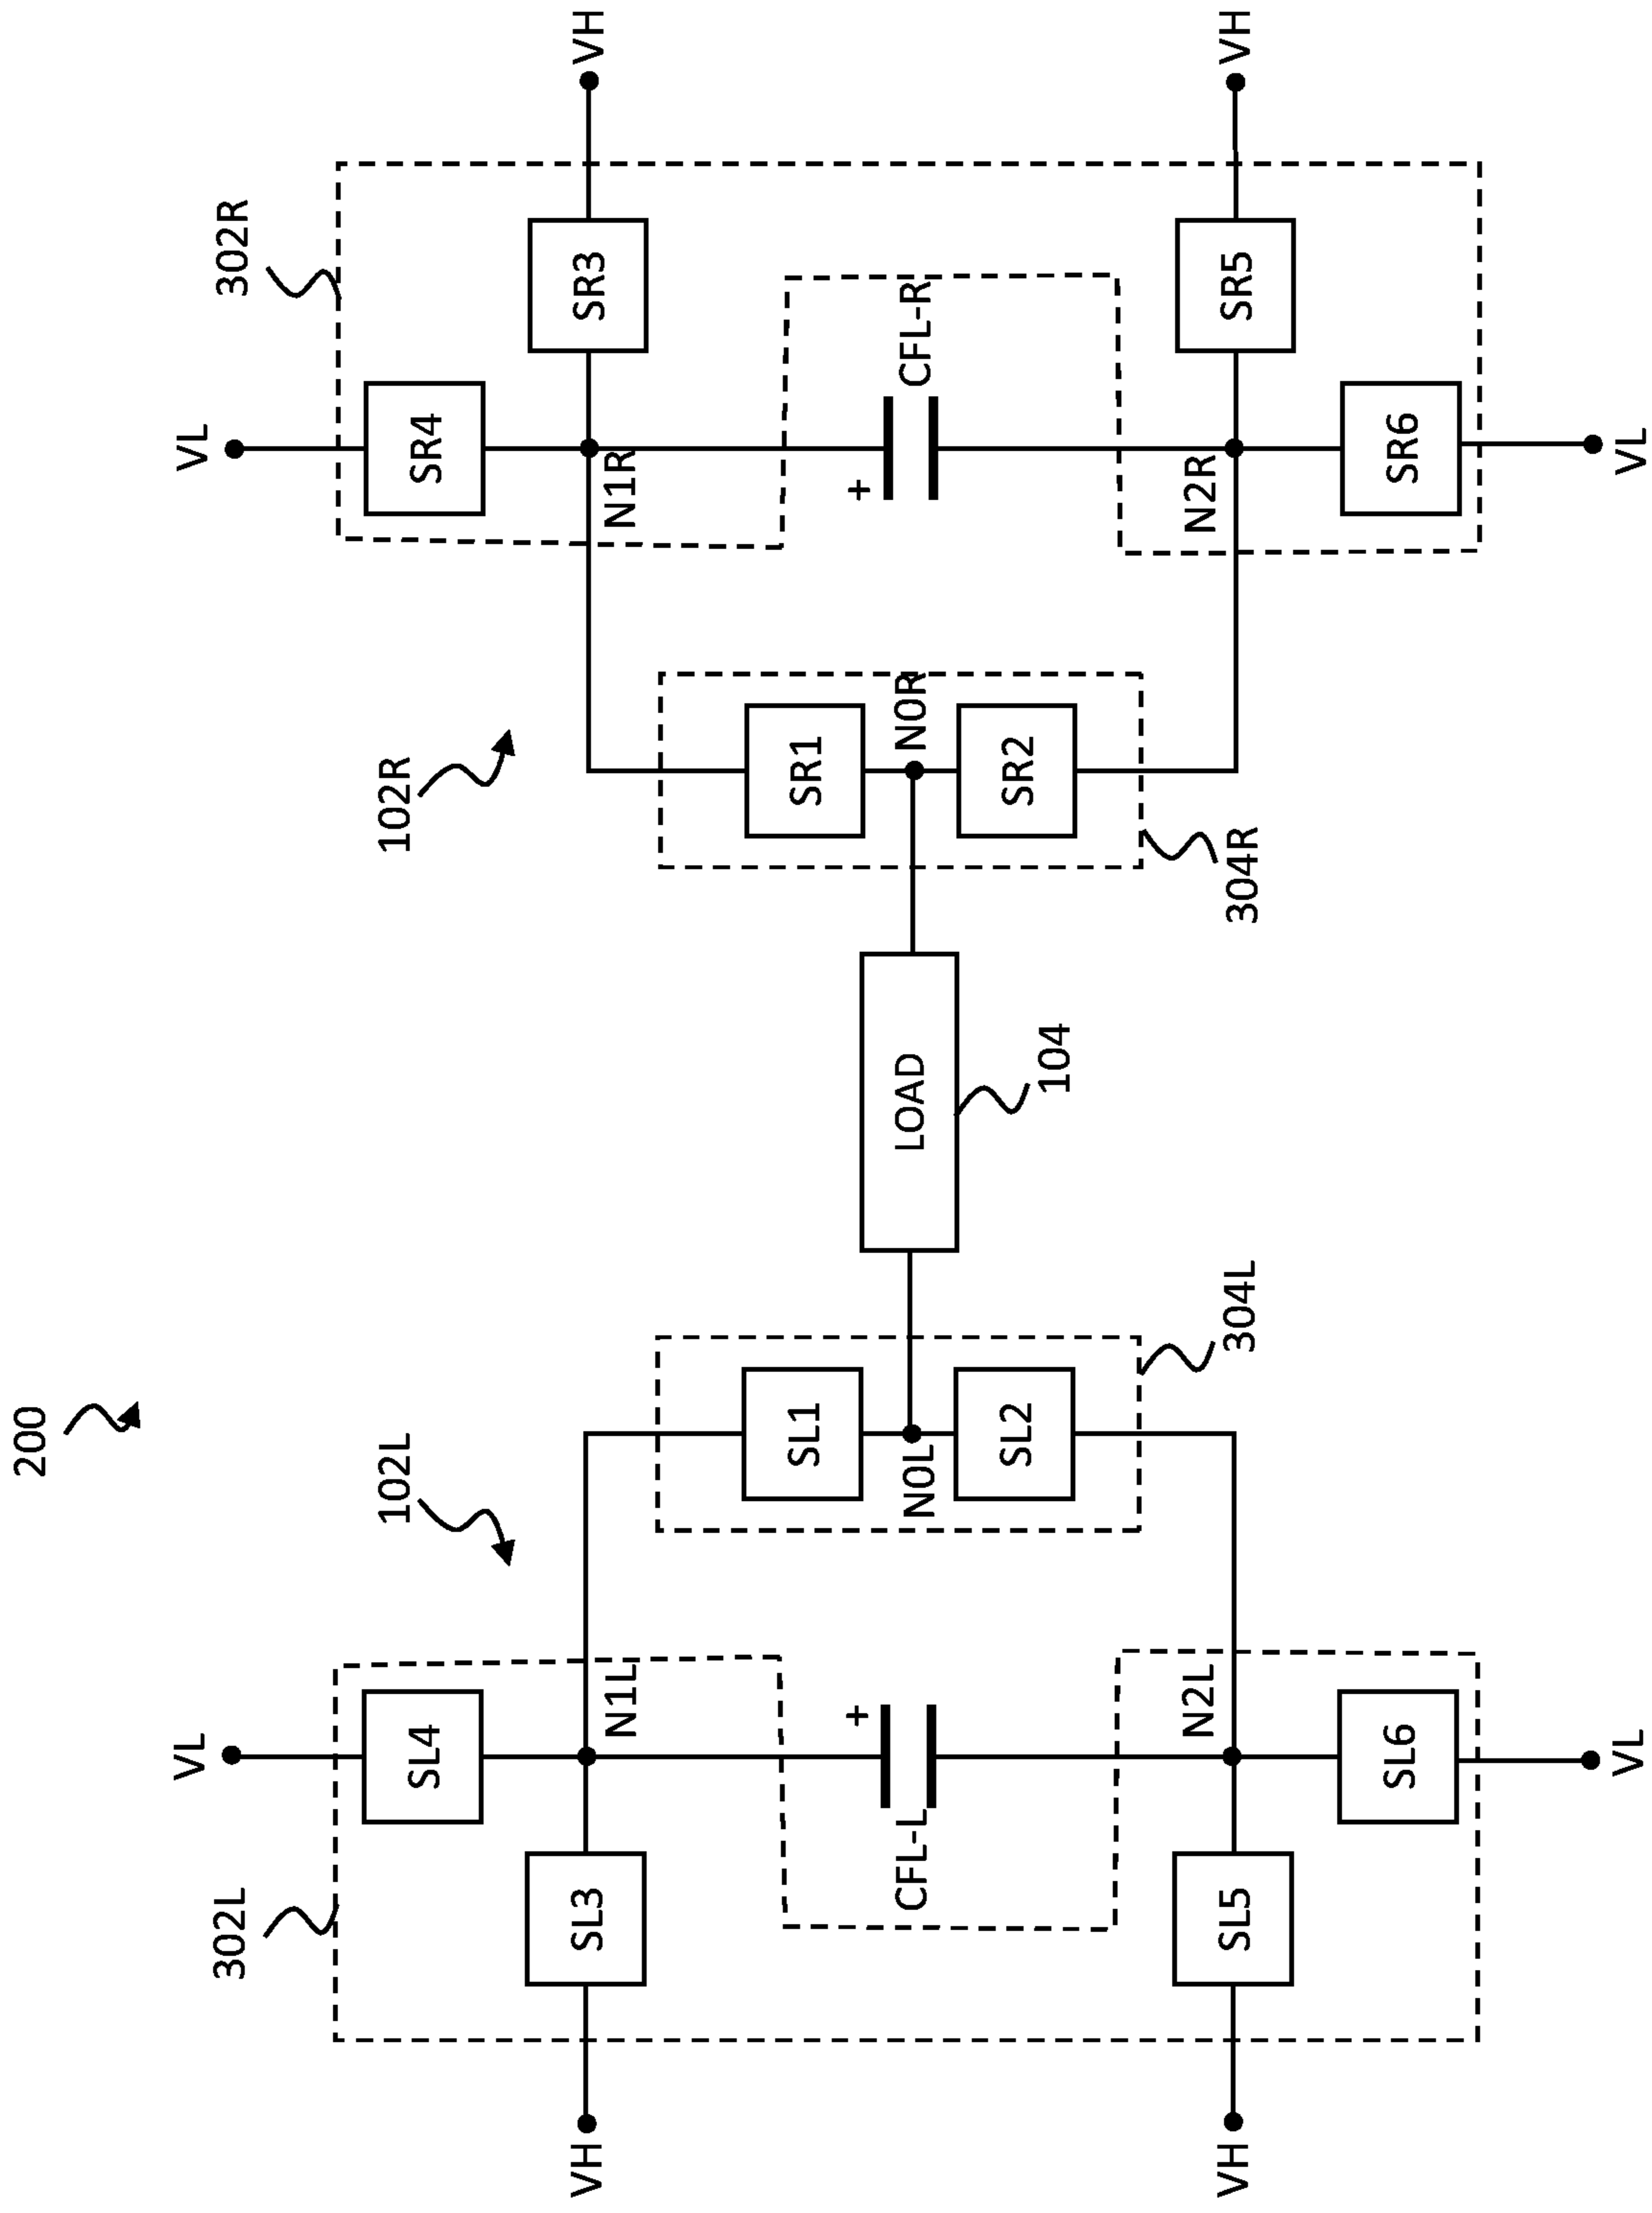 200
102L
102R
302L
302R
VL
VL
SL4
SR4
VH
SL3
N1L
N1R
SR3
VH
SL1
SR1
+
+
CFL-L
N0L
LOAD
N0R
CFL-R
SL2
SR2
104
N2L
N2R
VH
SL5
304L
304R
SR5
VH
SL6
SR6
VL
VL